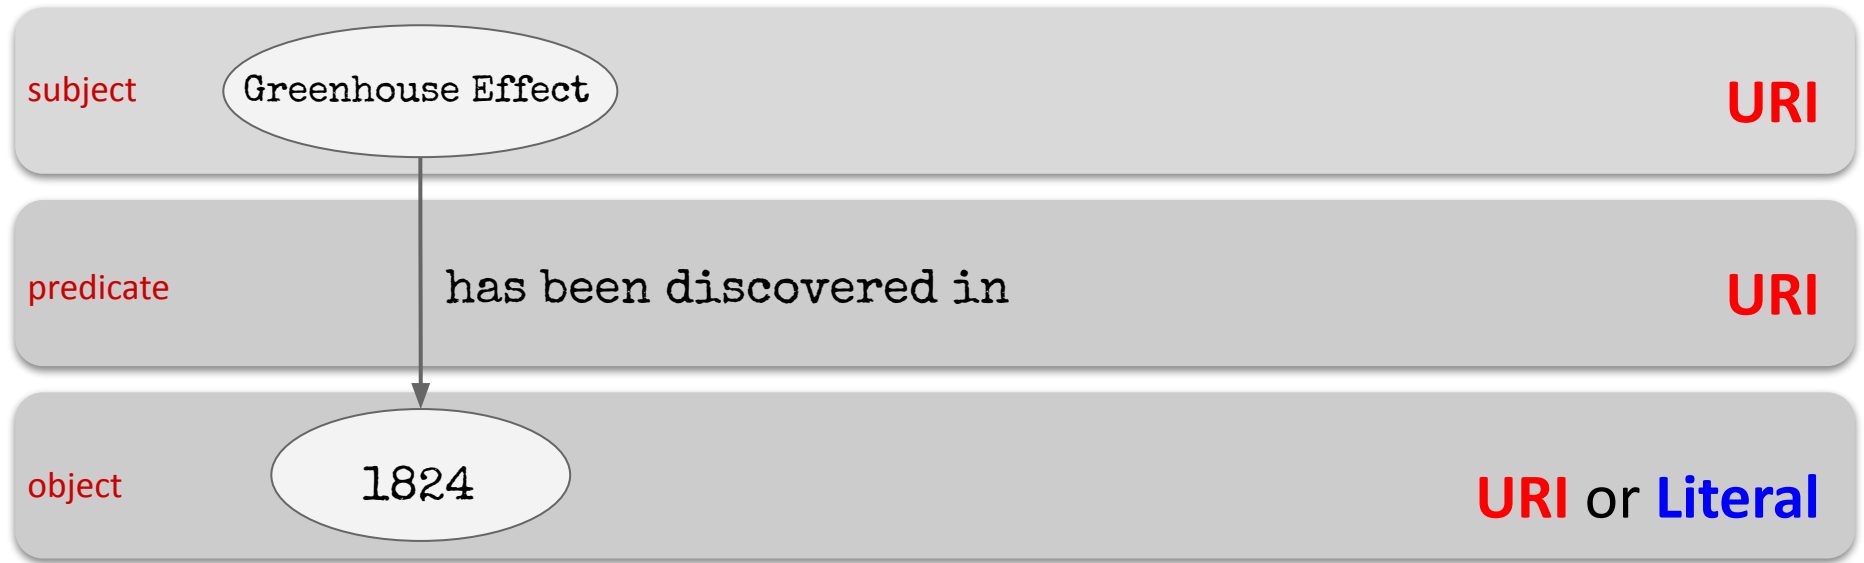 subject
Greenhouse Effect
URI
predicate
has been discovered in
URI
object
1824
URI or Literal